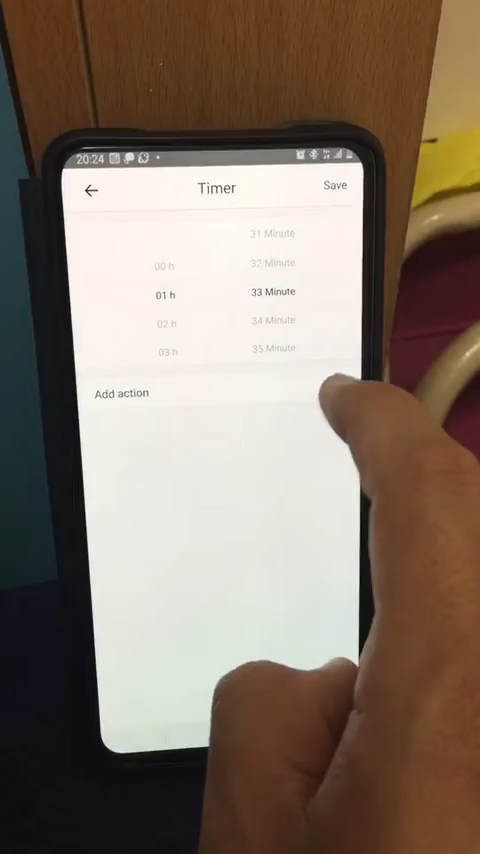 20:24
Timer
Save
31 Minute
00 h
32 Minute
01 h
33 Minute
02 h
34 Minute
03 h
35 Minute
Add action